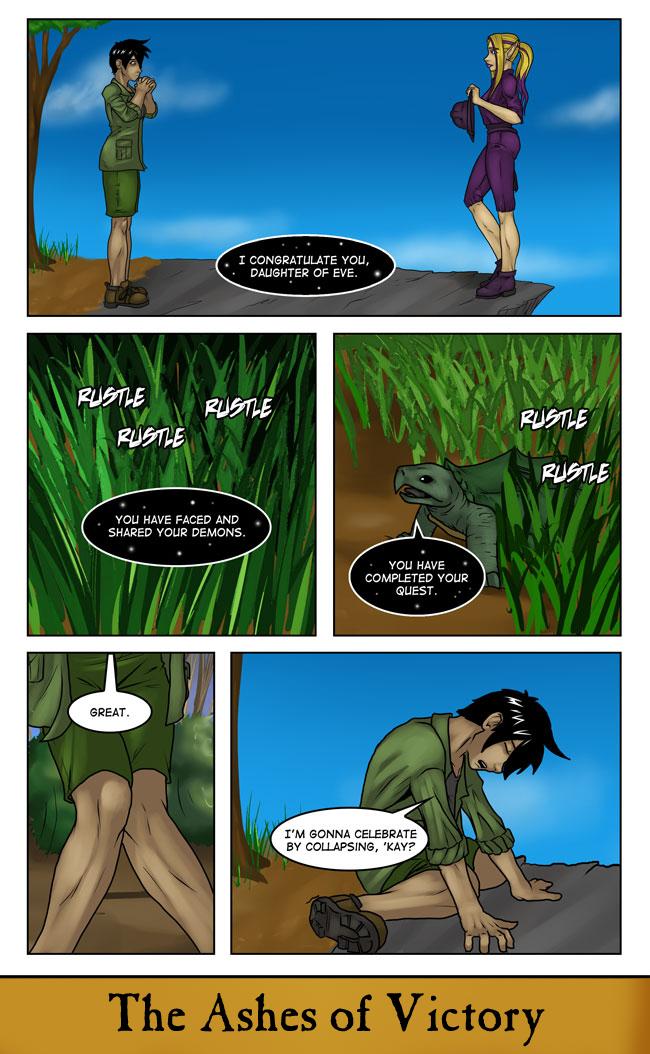 I CONGRATULATE YOU,
DAUGHTER OF EVE.
RUSTLE
RUSTLE
RUSTLE
YOU HAVE FACED AND
SHARED YOUR DEMONS.
RUSTLE
RUSTLE
YOU HAVE
COMPLETED YOUR
QUEST.
GREAT.
I'M GONNA CELEBRATE
BY COLLAPSING, 'KAY?
The Ashes of Victory